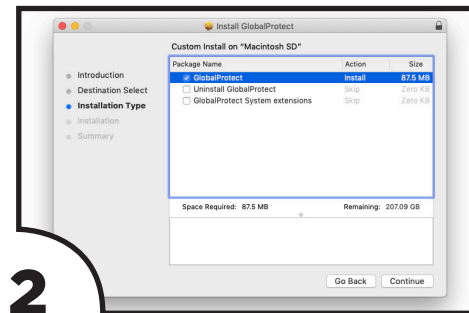 Install GlobalProtect
Custom Install on "Macintosh SD"
Package Name Action Size
GlobalProtect Install 87.5 MB
Uninstall GlobalProtect Skip Zero KB
GlobalProtect System extensions Skip Zero KB
Introduction
Destination Select
Installation Type
Installation
Summary
Space Required: 87.5 MB Remaining: 207.09 GB
Go Back Continue
2